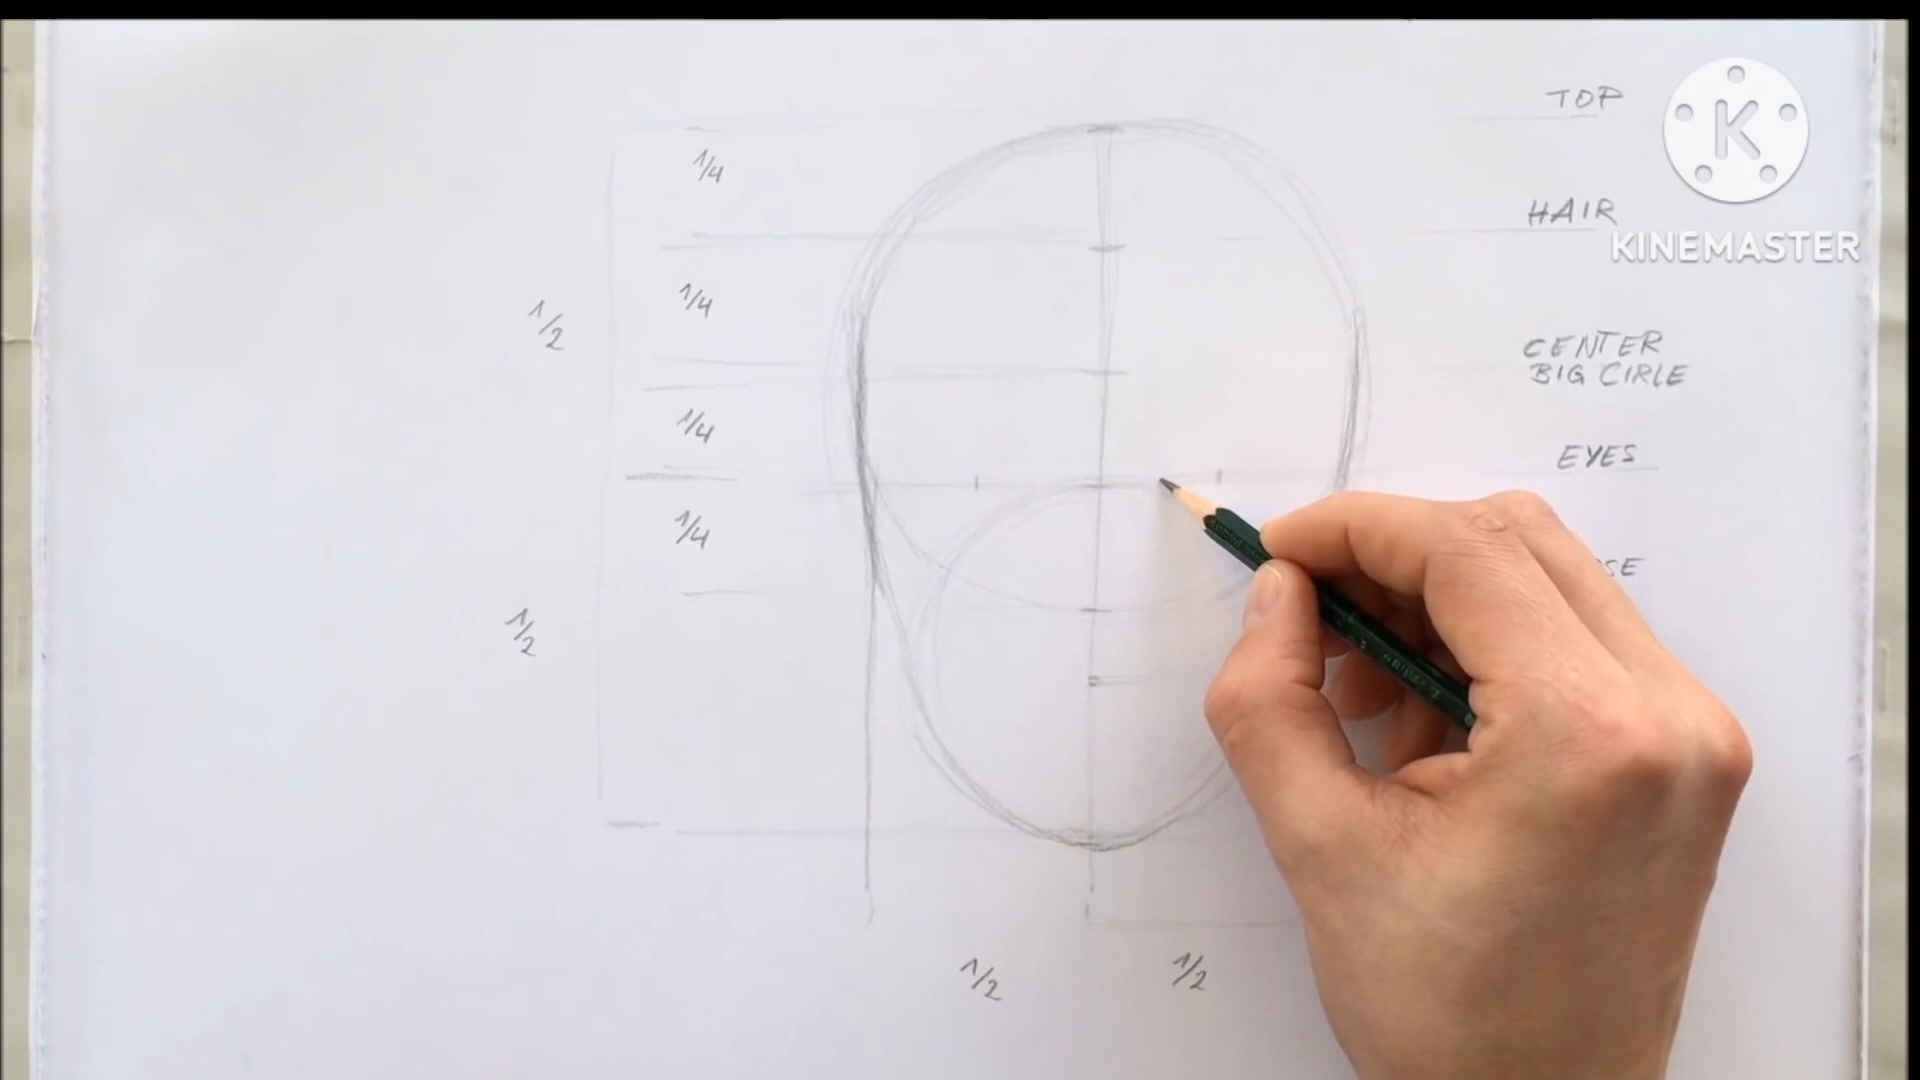 TOP
1/4
HAIR
KINEMASTER
1/4
1/2
CENTER
BIG CIRLE
1/4
EYES
1/4
SE
1/2
1/2
1/2